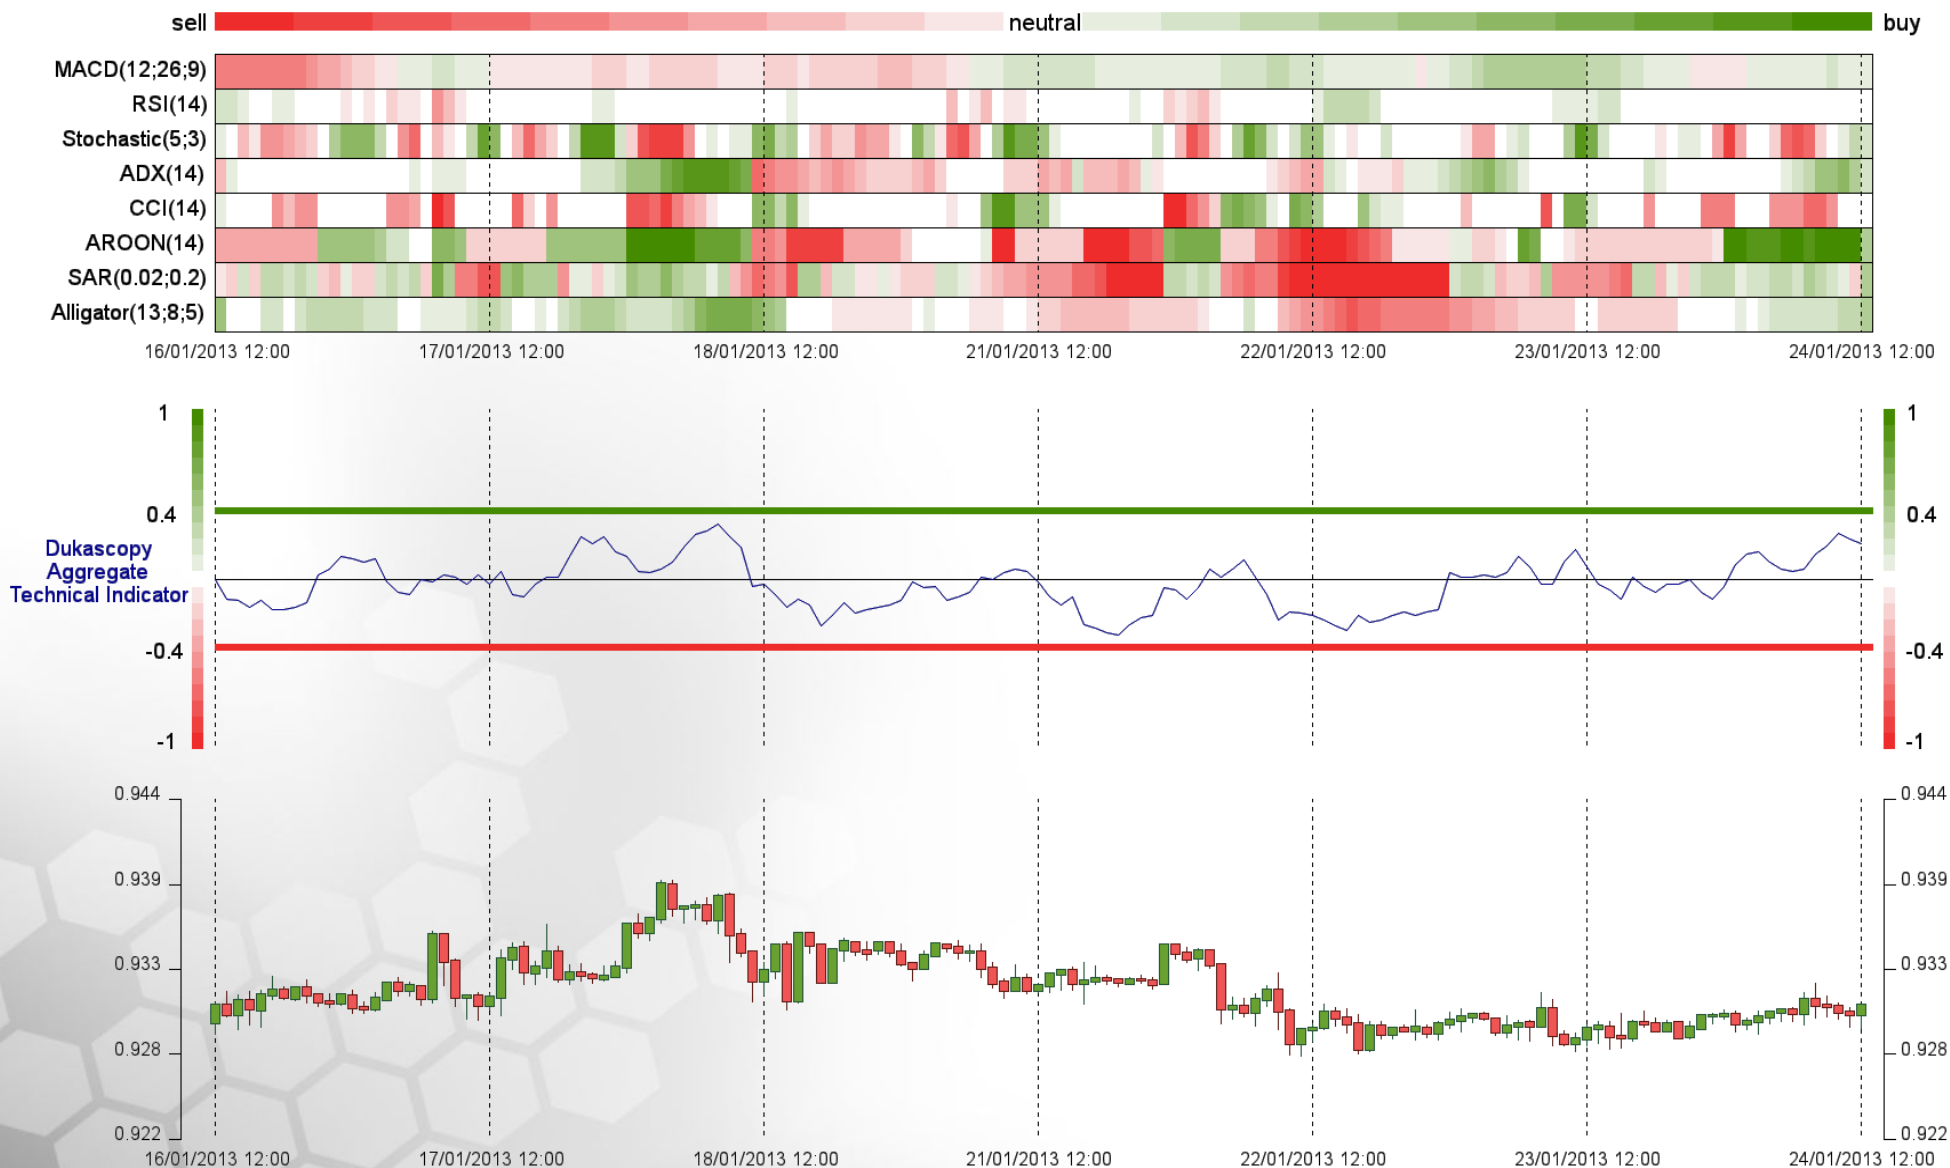 sell neutral buy
MACD(12;26;9)
RSI(14)
Stochastic(5;3)
ADX(14)
CCI(14)
AROON(14)
SAR(0.02;0.2)
Alligator(13;8;5)
16/01/2013 12:00 17/01/2013 12:00 18/01/2013 12:00 21/01/2013 12:00 22/01/2013 12:00 23/01/2013 12:00 24/01/2013 12:00
1 1
0.4 0.4
Dukascopy
Aggregate
Technical Indicator
-0.4 -0.4
-1 -1
0.944 0.944
0.939 0.939
0.933 0.933
0.928 0.928
0.922 0.922
16/01/2013 12:00 17/01/2013 12:00 18/01/2013 12:00 21/01/2013 12:00 22/01/2013 12:00 23/01/2013 12:00 24/01/2013 12:00